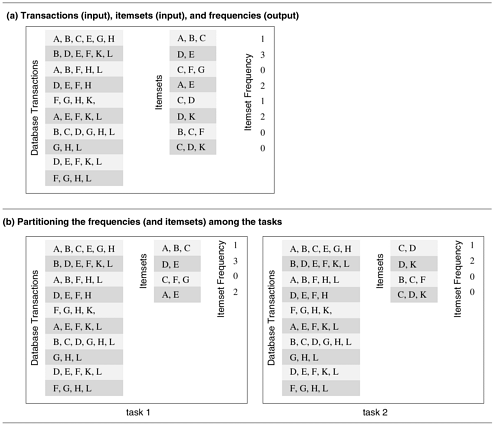 (a) Transactions (input), itemsets (input), and frequencies (output)
Database Transactions
A, B, C, E, G, H
B, D, E, F, K, L
A, B, F, H, L
D, E, F, H
F, G, H, K,
A, E, F, K, L
B, C, D, G, H, L
G, H, L
D, E, F, K, L
F, G, H, L
Itemsets
A, B, C
D, E
C, F, G
A, E
C, D
D, K
B, C, F
C, D, K
Itemset Frequency
1
3
0
2
1
2
0
0
(b) Partitioning the frequencies (and itemsets) among the tasks
Database Transactions
A, B, C, E, G, H
B, D, E, F, K, L
A, B, F, H, L
D, E, F, H
F, G, H, K,
A, E, F, K, L
B, C, D, G, H, L
G, H, L
D, E, F, K, L
F, G, H, L
Itemsets
A, B, C
D, E
C, F, G
A, E
Itemset Frequency
1
3
0
2
task 1
Database Transactions
A, B, C, E, G, H
B, D, E, F, K, L
A, B, F, H, L
D, E, F, H
F, G, H, K,
A, E, F, K, L
B, C, D, G, H, L
G, H, L
D, E, F, K, L
F, G, H, L
Itemsets
C, D
D, K
B, C, F
C, D, K
Itemset Frequency
1
2
0
0
task 2